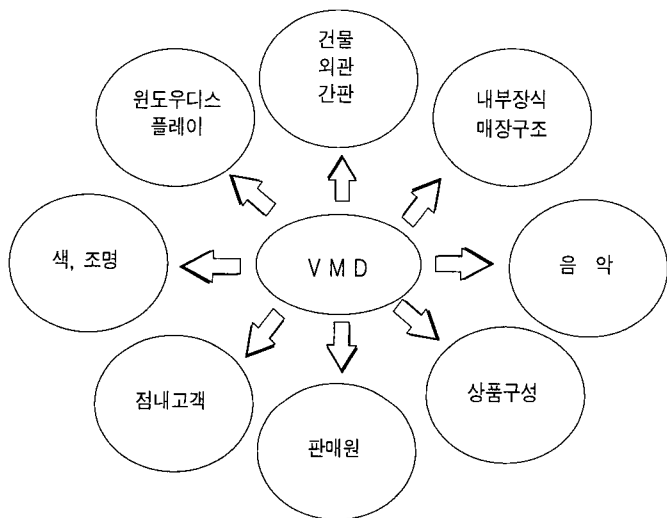 건물
외관
간판
윈도우디스
플레이
내부장식
매장구조
색, 조명
VMD
음 악
점내고객
판매원
상품구성